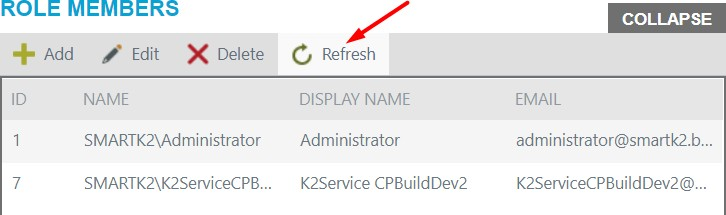 ROLE MEMBERS
COLLAPSE
Add Edit Delete Refresh
ID NAME DISPLAY NAME EMAIL
1 SMARTK2\Administrator Administrator administrator@smartk2.b...
7 SMARTK2\K2ServiceCPB... K2Service CPBuildDev2 K2ServiceCPBuildDev2@...